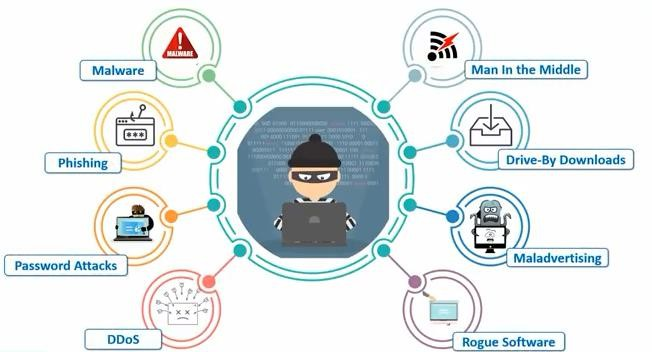 MALWARE
Malware
Man In the Middle
***
Phishing
Drive-By Downloads
Password Attacks
Maladvertising
DDoS
Rogue Software